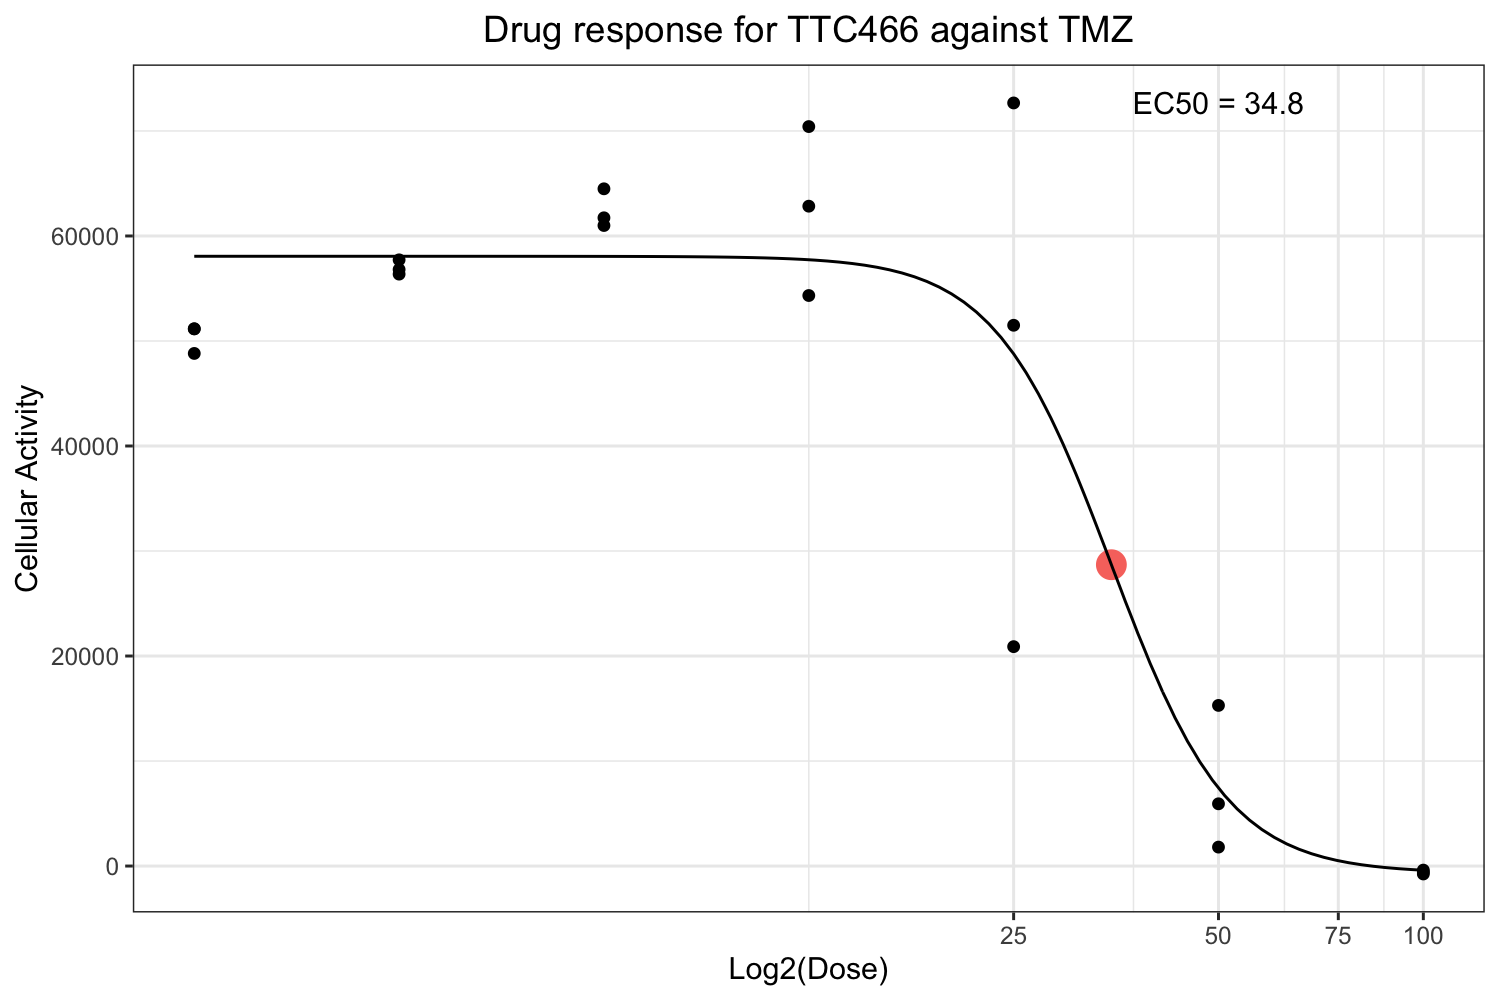 Drug response for TTC466 against TMZ
EC50 = 34.8
60000
40000
20000
0
Cellular Activity
25 50 75 100
Log2(Dose)